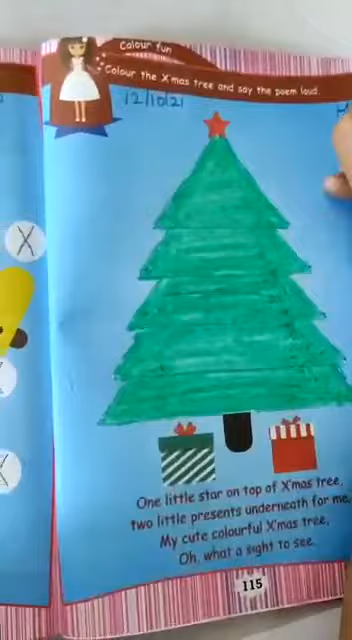 Colour fun
Colour the X'mas tree and say the poem loud.
12/10/21
One little star on top of X'mas tree,
two little presents underneath for me,
My cute colourful X'mas tree,
Oh, what a sight to see.
115